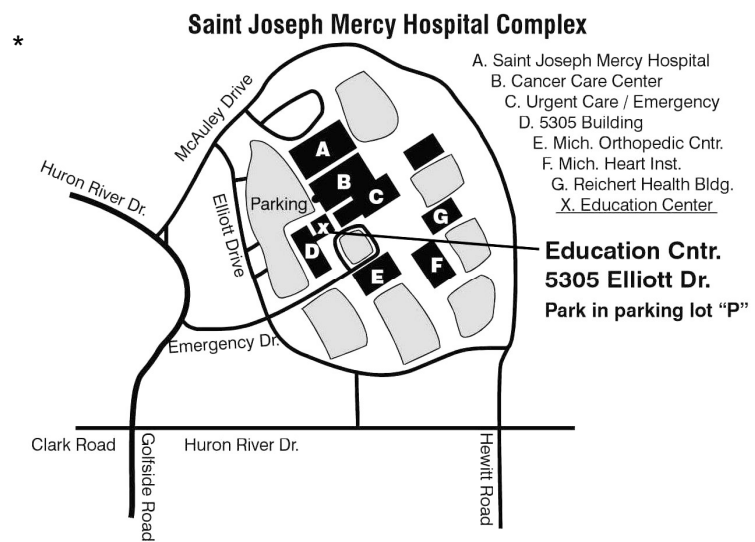 Saint Joseph Mercy Hospital Complex
*
A. Saint Joseph Mercy Hospital
B. Cancer Care Center
C. Urgent Care / Emergency
D. 5305 Building
E. Mich. Orthopedic Cntr.
F. Mich. Heart Inst.
G. Reichert Health Bldg.
X. Education Center
McAuley Drive
Huron River Dr.
Elliott Drive
Parking
A
B
C
X
D
E
F
G
Education Cntr.
5305 Elliott Dr.
Park in parking lot “P”
Emergency Dr.
Clark Road
Golfside Road
Huron River Dr.
Hewitt Road